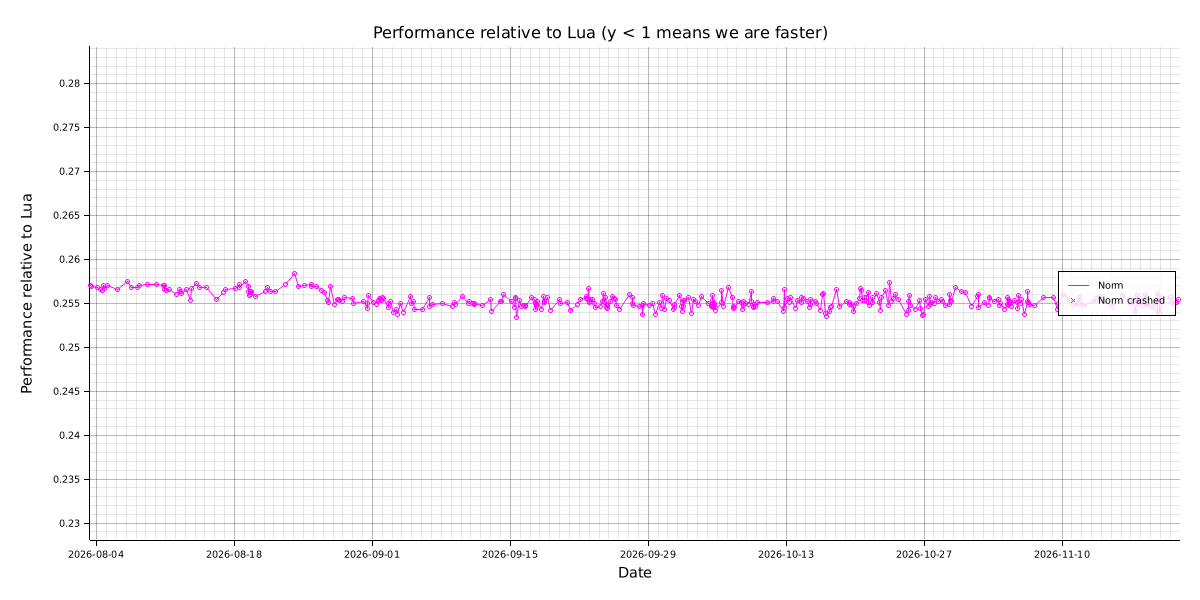 Performance relative to Lua (y < 1 means we are faster)
0.28
0.275
0.27
0.265
0.26
0.255
0.25
0.245
0.24
0.235
0.23
Performance relative to Lua
Norm
Norm crashed
2026-08-04 2026-08-18 2026-09-01 2026-09-15 2026-09-29 2026-10-13 2026-10-27 2026-11-10
Date